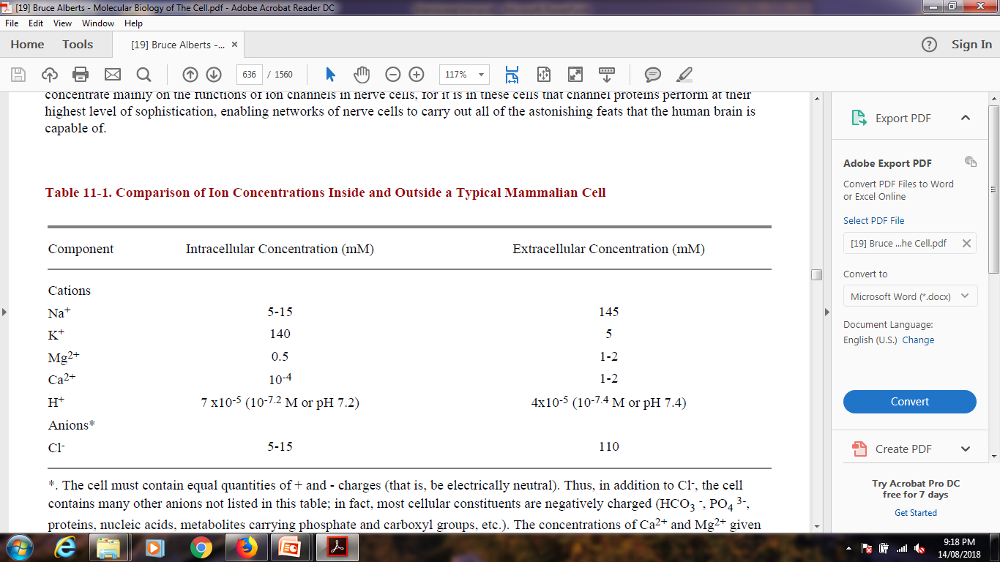 [19] Bruce Alberts - Molecular Biology of The Cell.pdf - Adobe Acrobat Reader DC
File Edit View Window Help
Home Tools [19] Bruce Alberts -... × Sign In
636 / 1560 117%
concentrate mainly on the functions of ion channels in nerve cells, for it is in these cells that channel proteins perform at their
highest level of sophistication, enabling networks of nerve cells to carry out all of the astonishing feats that the human brain is
capable of.
Table 11-1. Comparison of Ion Concentrations Inside and Outside a Typical Mammalian Cell
Component Intracellular Concentration (mM) Extracellular Concentration (mM)
Cations
Na+ 5-15 145
K+ 140 5
Mg2+ 0.5 1-2
Ca2+ 10-4 1-2
H+ 7 x10-5 (10-7.2 M or pH 7.2) 4x10-5 (10-7.4 M or pH 7.4)
Anions*
Cl- 5-15 110
*. The cell must contain equal quantities of + and - charges (that is, be electrically neutral). Thus, in addition to Cl-, the cell
contains many other anions not listed in this table; in fact, most cellular constituents are negatively charged (HCO3 -, PO4 3-,
proteins, nucleic acids, metabolites carrying phosphate and carboxyl groups, etc.). The concentrations of Ca2+ and Mg2+ given
Export PDF
Adobe Export PDF
Convert PDF Files to Word
or Excel Online
Select PDF File
[19] Bruce ...he Cell.pdf
Convert to
Microsoft Word (*.docx)
Document Language:
English (U.S.) Change
Convert
Create PDF
Try Acrobat Pro DC
free for 7 days
Get Started
9:18 PM
14/08/2018